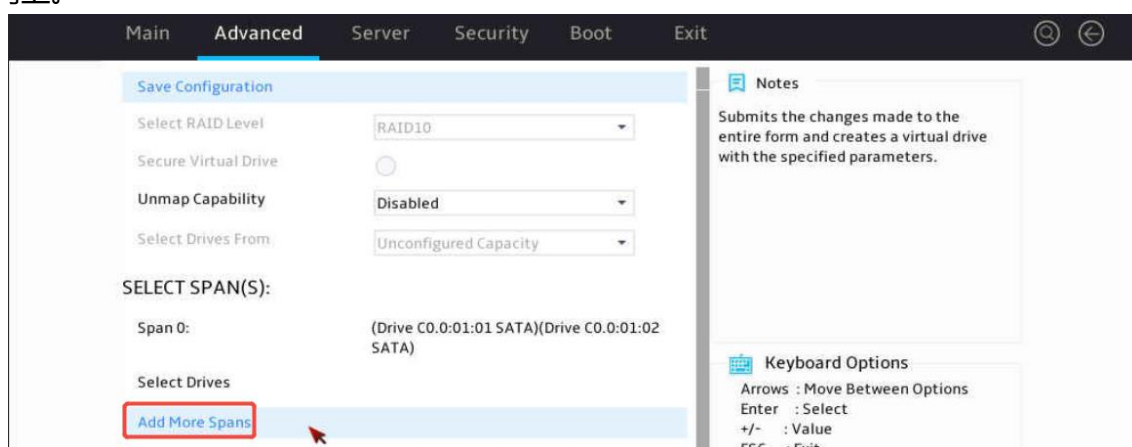 Main Advanced Server Security Boot Exit
Save Configuration
Select RAID Level RAID10
Secure Virtual Drive
Unmap Capability Disabled
Select Drives From Unconfigured Capacity
SELECT SPAN(S):
Span 0: (Drive C0.0:01:01 SATA)(Drive C0.0:01:02
SATA)
Select Drives
Add More Spans
Notes
Submits the changes made to the
entire form and creates a virtual drive
with the specified parameters.
Keyboard Options
Arrows : Move Between Options
Enter : Select
+/- : Value
ESC : Exit